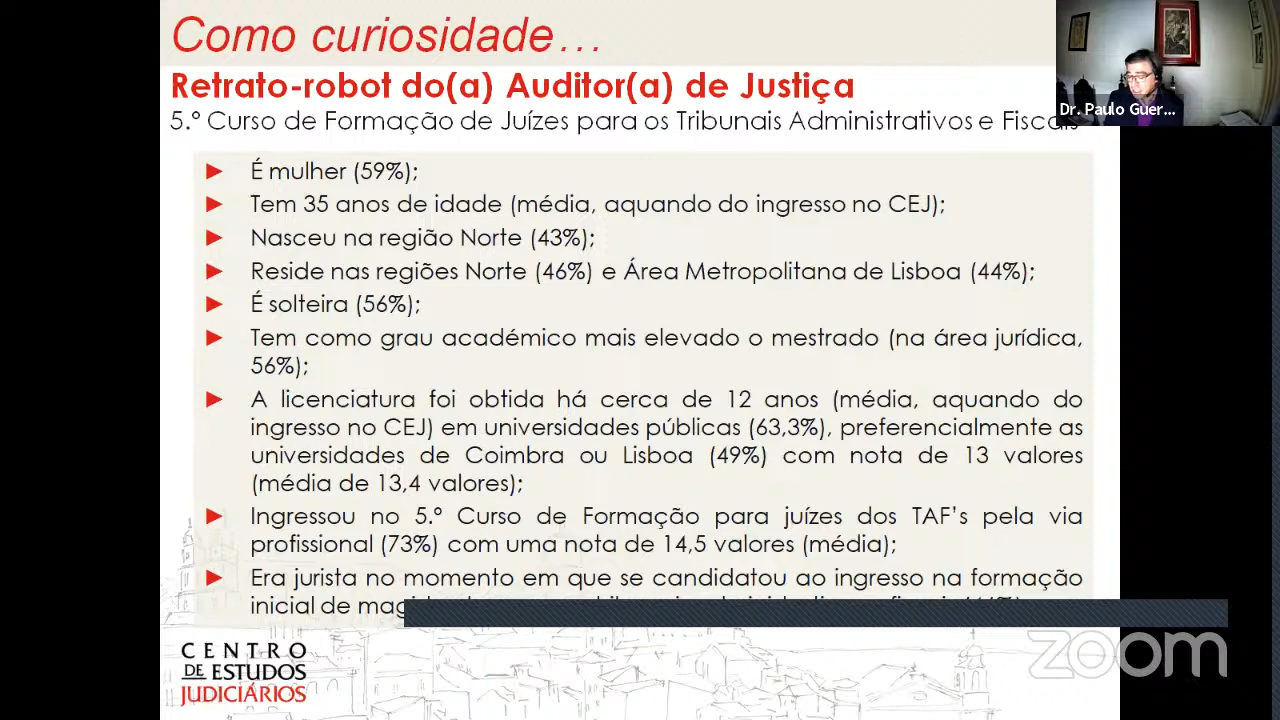 Como curiosidade…
Retrato-robot do(a) Auditor(a) de Justiça
5.º Curso de Formação de Juízes para os Tribunais Administrativos e Fiscais
Dr. Paulo Guer...
► É mulher (59%);
► Tem 35 anos de idade (média, aquando do ingresso no CEJ);
► Nasceu na região Norte (43%);
► Reside nas regiões Norte (46%) e Área Metropolitana de Lisboa (44%);
► É solteira (56%);
► Tem como grau académico mais elevado o mestrado (na área jurídica,
56%);
► A licenciatura foi obtida há cerca de 12 anos (média, aquando do
ingresso no CEJ) em universidades públicas (63,3%), preferencialmente as
universidades de Coimbra ou Lisboa (49%) com nota de 13 valores
(média de 13,4 valores);
► Ingressou no 5.º Curso de Formação para juízes dos TAF's pela via
profissional (73%) com uma nota de 14,5 valores (média);
► Era jurista no momento em que se candidatou ao ingresso na formação
inicial de
CENTRO
DE ESTUDOS
JUDICIÁRIOS
zoom